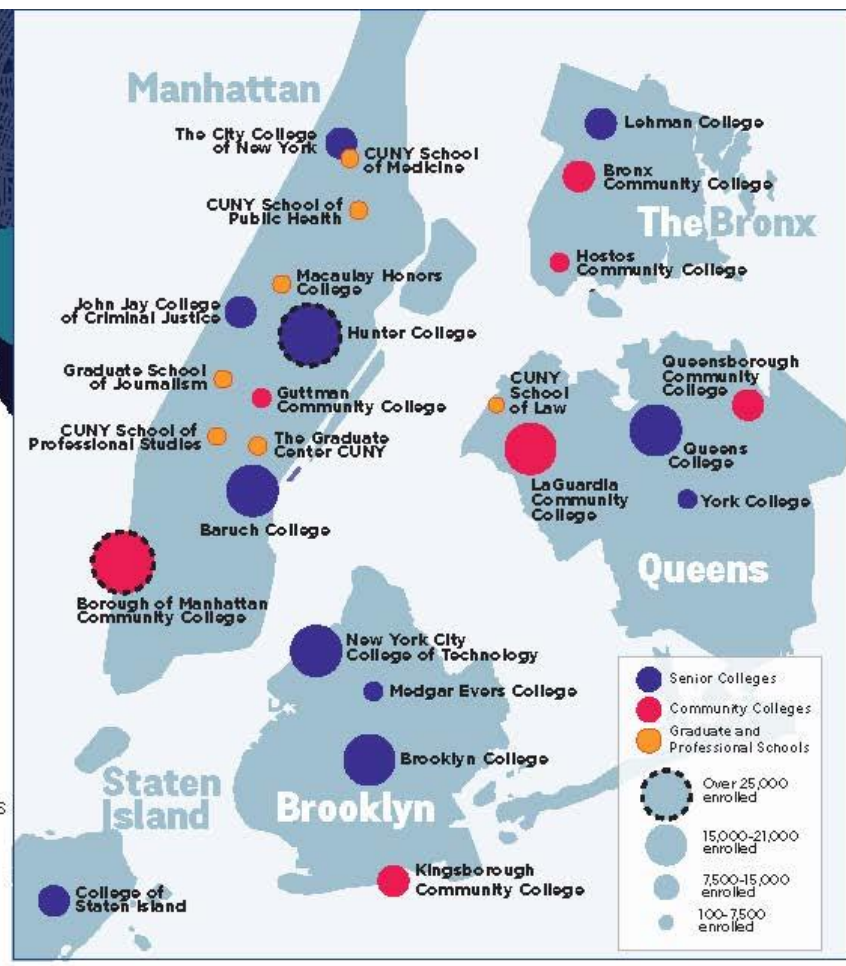 Manhattan
The City College
of New York
CUNY School
of Medicine
CUNY School of
Public Health
Macaulay Honors
College
John Jay College
of Criminal Justice
Hunter College
Graduate School
of Journalism
Guttman
Community College
CUNY School of
Professional Studies
The Graduate
Center CUNY
Baruch College
Borough of Manhattan
Community College
Lehman College
Bronx
Community College
The Bronx
Hostos
Community College
Queensborough
Community
College
CUNY
School
of Law
Queens
College
LaGuardia
Community
College
York College
Queens
New York City
College of Technology
Medgar Evers College
Brooklyn College
Brooklyn
Kingsborough
Community College
Staten
Island
College of
Staten Island
Senior Colleges
Community Colleges
Graduate and
Professional Schools
Over 25,000
enrolled
15,000-21,000
enrolled
7,500-15,000
enrolled
100-7,500
enrolled